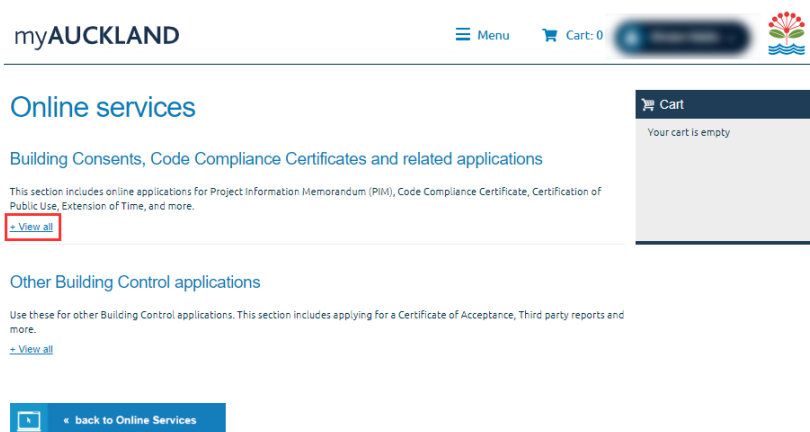 myAUCKLAND
Menu
Cart: 0
Online services
Cart
Your cart is empty
Building Consents, Code Compliance Certificates and related applications
This section includes online applications for Project Information Memorandum (PIM), Code Compliance Certificate, Certification of
Public Use, Extension of Time, and more.
+ View all
Other Building Control applications
Use these for other Building Control applications. This section includes applying for a Certificate of Acceptance, Third party reports and
more.
+ View all
« back to Online Services